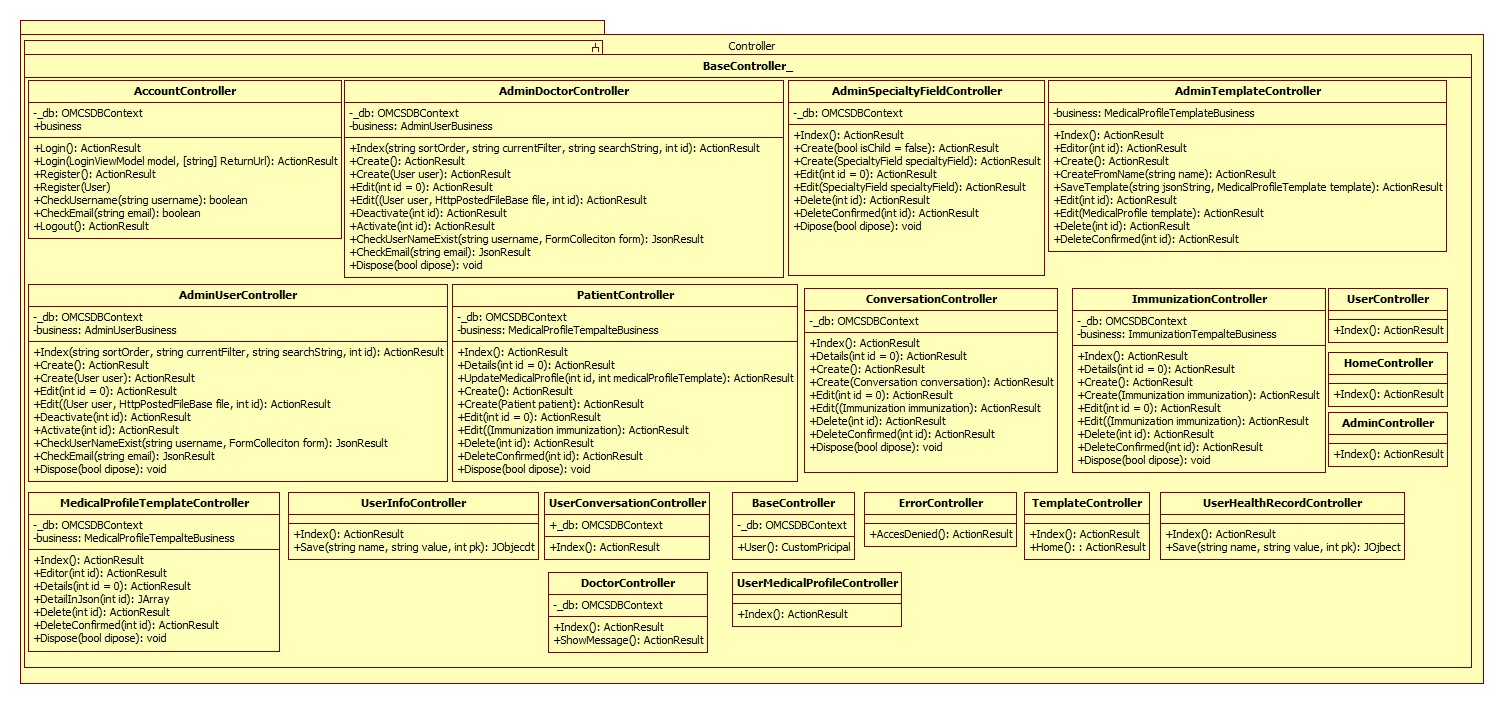 Controller
BaseController_
AccountController
-_db: OMCSDBContext
+business
+Login(): ActionResult
+Login(LoginViewModel model, [string] ReturnUrl): ActionResult
+Register(): ActionResult
+Register(User)
+CheckUsername(string username): boolean
+CheckEmail(string email): boolean
+Logout(): ActionResult
AdminDoctorController
-_db: OMCSDBContext
-business: AdminUserBusiness
+Index(string sortOrder, string currentFilter, string searchString, int id): ActionResult
+Create(): ActionResult
+Create(User user): ActionResult
+Edit(int id = 0): ActionResult
+Edit((User user, HttpPostedFileBase file, int id): ActionResult
+Deactivate(int id): ActionResult
+Activate(int id): ActionResult
+CheckUserNameExist(string username, FormColleciton form): JsonResult
+CheckEmail(string email): JsonResult
+Dispose(bool dipose): void
AdminSpecialtyFieldController
-_db: OMCSDBContext
+Index(): ActionResult
+Create(bool isChild = false): ActionResult
+Create(SpecialtyField specialtyField): ActionResult
+Edit(int id = 0): ActionResult
+Edit(SpecialtyField specialtyField): ActionResult
+Delete(int id): ActionResult
+DeleteConfirmed(int id): ActionResult
+Dipose(bool dipose): void
AdminTemplateController
-business: MedicalProfileTemplateBusiness
+Index(): ActionResult
+Editor(int id): ActionResult
+Create(): ActionResult
+CreateFromName(string name): ActionResult
+SaveTemplate(string jsonString, MedicalProfileTemplate template): ActionResult
+Edit(int id): ActionResult
+Edit(MedicalProfile template): ActionResult
+Delete(int id): ActionResult
+DeleteConfirmed(int id): ActionResult
AdminUserController
-_db: OMCSDBContext
-business: AdminUserBusiness
+Index(string sortOrder, string currentFilter, string searchString, int id): ActionResult
+Create(): ActionResult
+Create(User user): ActionResult
+Edit(int id = 0): ActionResult
+Edit((User user, HttpPostedFileBase file, int id): ActionResult
+Deactivate(int id): ActionResult
+Activate(int id): ActionResult
+CheckUserNameExist(string username, FormColleciton form): JsonResult
+CheckEmail(string email): JsonResult
+Dispose(bool dipose): void
PatientController
-_db: OMCSDBContext
-business: MedicalProfileTempalteBusiness
+Index(): ActionResult
+Details(int id = 0): ActionResult
+UpdateMedicalProfile(int id, int medicalProfileTemplate): ActionResult
+Create(): ActionResult
+Create(Patient patient): ActionResult
+Edit(int id = 0): ActionResult
+Edit((Immunization immunization): ActionResult
+Delete(int id): ActionResult
+DeleteConfirmed(int id): ActionResult
+Dispose(bool dipose): void
ConversationController
-_db: OMCSDBContext
+Index(): ActionResult
+Details(int id = 0): ActionResult
+Create(): ActionResult
+Create(Conversation conversation): ActionResult
+Edit(int id = 0): ActionResult
+Edit((Immunization immunization): ActionResult
+Delete(int id): ActionResult
+DeleteConfirmed(int id): ActionResult
+Dispose(bool dipose): void
ImmunizationController
-_db: OMCSDBContext
-business: ImmunizationTempalteBusiness
+Index(): ActionResult
+Details(int id = 0): ActionResult
+Create(): ActionResult
+Create(Immunization immunization): ActionResult
+Edit(int id = 0): ActionResult
+Edit((Immunization immunization): ActionResult
+Delete(int id): ActionResult
+DeleteConfirmed(int id): ActionResult
+Dispose(bool dipose): void
UserController
+Index(): ActionResult
HomeController
+Index(): ActionResult
AdminController
+Index(): ActionResult
MedicalProfileTemplateController
-_db: OMCSDBContext
-business: MedicalProfileTempalteBusiness
+Index(): ActionResult
+Editor(int id): ActionResult
+Details(int id = 0): ActionResult
+DetailInJson(int id): JArray
+Delete(int id): ActionResult
+DeleteConfirmed(int id): ActionResult
+Dispose(bool dipose): void
UserInfoController
+Index(): ActionResult
+Save(string name, string value, int pk): JObjecdt
UserConversationController
+_db: OMCSDBContext
+Index(): ActionResult
BaseController
-_db: OMCSDBContext
+User(): CustomPricipal
ErrorController
+AccesDenied(): ActionResult
TemplateController
+Index(): ActionResult
+Home(): : ActionResult
UserHealthRecordController
+Index(): ActionResult
+Save(string name, string value, int pk): JOjbect
DoctorController
-_db: OMCSDBContext
+Index(): ActionResult
+ShowMessage(): ActionResult
UserMedicalProfileController
+Index(): ActionResult